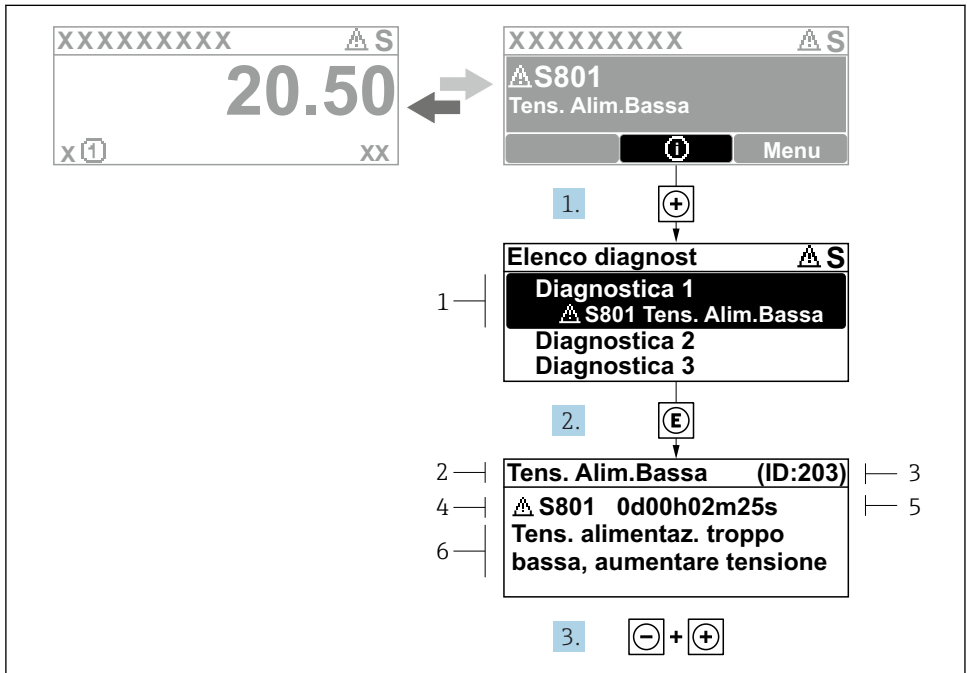 XXXXXXXXX ⚠ S
20.50
x ① xx
XXXXXXXXX ⚠ S
⚠ S801
Tens. Alim.Bassa
ⓘ Menu
1. +
Elenco diagnost ⚠ S
1
Diagnostica 1
⚠ S801 Tens. Alim.Bassa
Diagnostica 2
Diagnostica 3
2. E
2 Tens. Alim.Bassa (ID:203) 3
4 ⚠ S801 0d00h02m25s 5
6
Tens. alimentaz. troppo
bassa, aumentare tensione
3. - + +